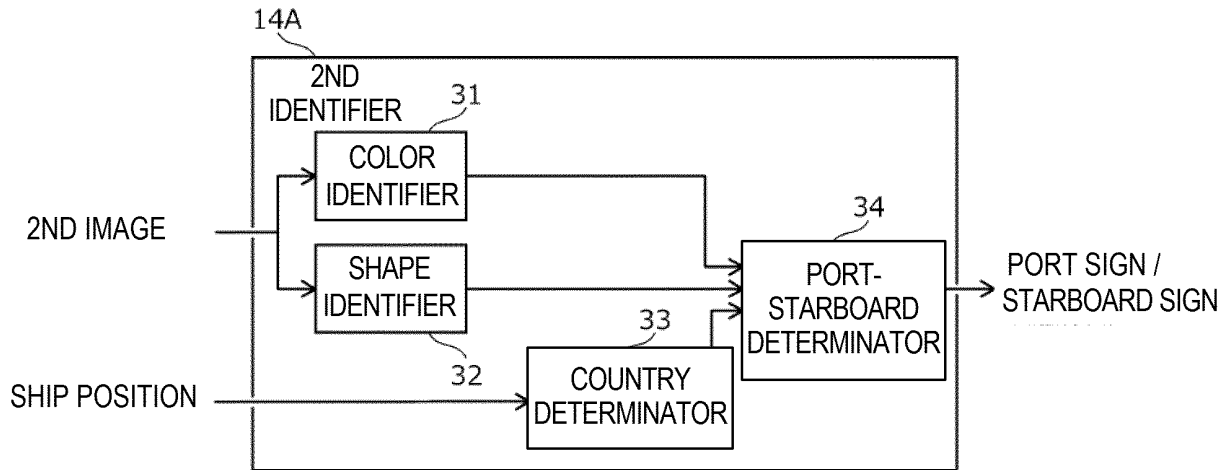 14A
2ND
IDENTIFIER
31
COLOR
IDENTIFIER
2ND IMAGE
SHAPE
IDENTIFIER
32
34
PORT-
STARBOARD
DETERMINATOR
PORT SIGN /
STARBOARD SIGN
33
COUNTRY
DETERMINATOR
SHIP POSITION